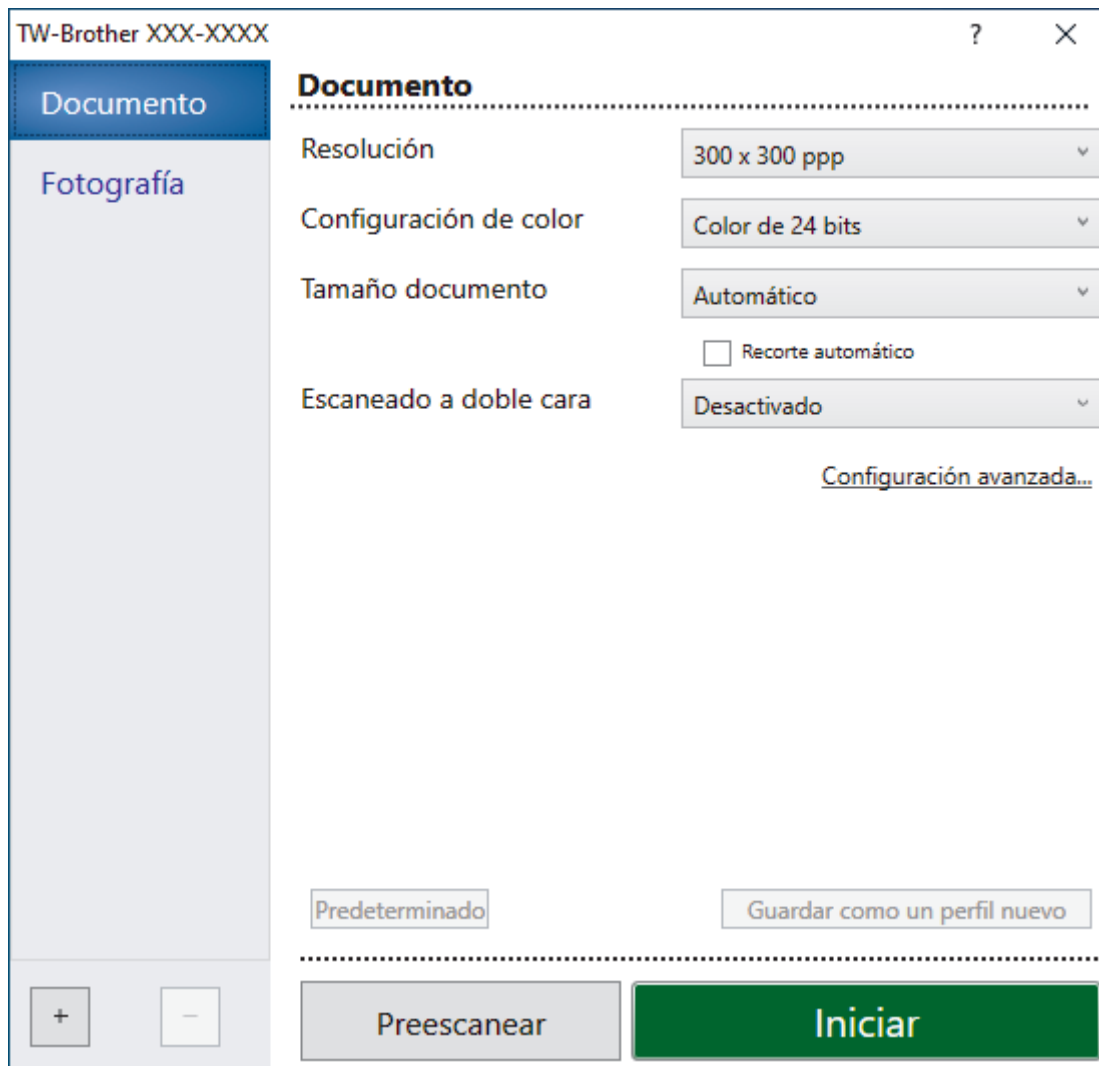 TW-Brother XXX-XXXX
?
Documento
Fotografía
Documento
Resolución
300 x 300 ppp
Configuración de color
Color de 24 bits
Tamaño documento
Automático
Recorte automático
Escaneado a doble cara
Desactivado
Configuración avanzada...
Predeterminado
Guardar como un perfil nuevo
+
−
Preescanear
Iniciar